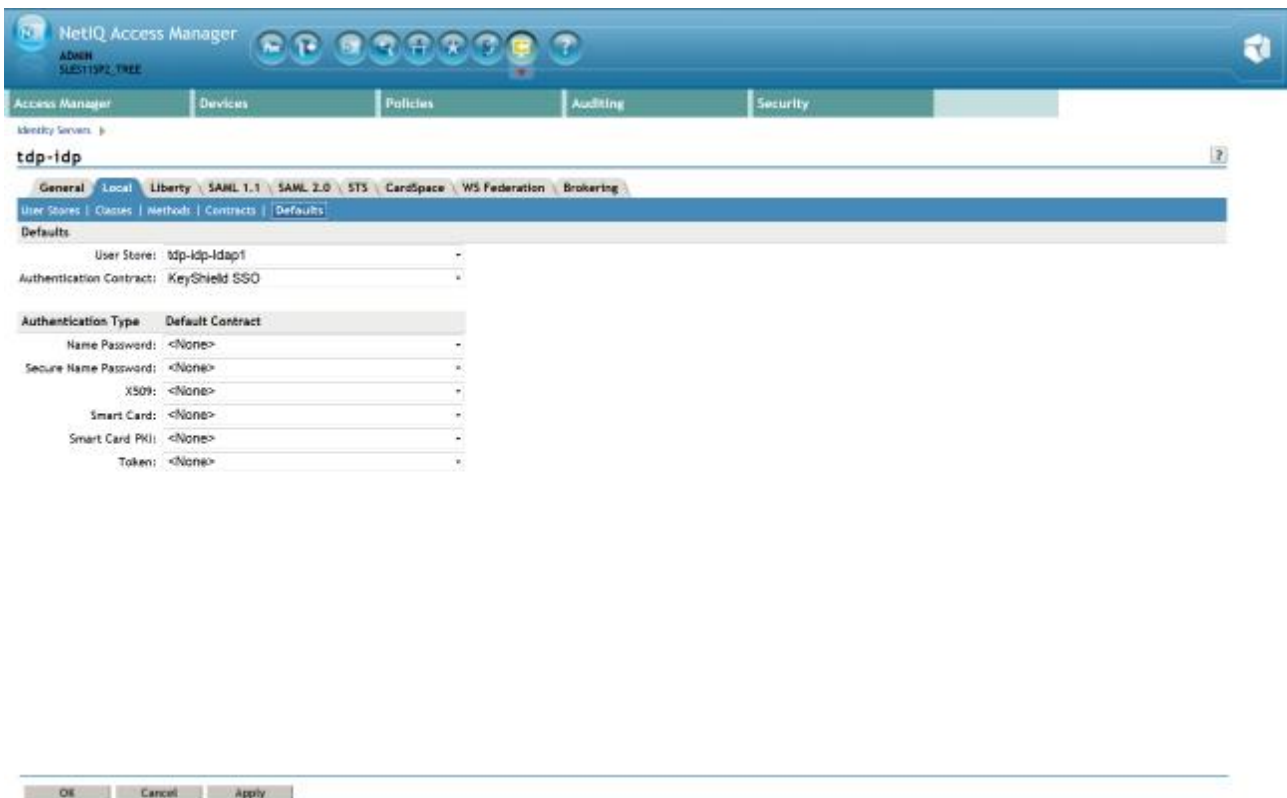 NetIQ Access Manager
ADMIN
SLES11SP2_TREE
?
Access Manager Devices Policies Auditing Security
Identity Servers
tdp-idp ?
General Local Liberty SAML 1.1 SAML 2.0 STS CardSpace WS Federation Brokering
User Stores | Classes | Methods | Contracts | Defaults
Defaults
User Store: tdp-idp-ldap1
Authentication Contract: KeyShield SSO
Authentication Type Default Contract
Name Password: <None>
Secure Name Password: <None>
X509: <None>
Smart Card: <None>
Smart Card PKI: <None>
Token: <None>
OK Cancel Apply